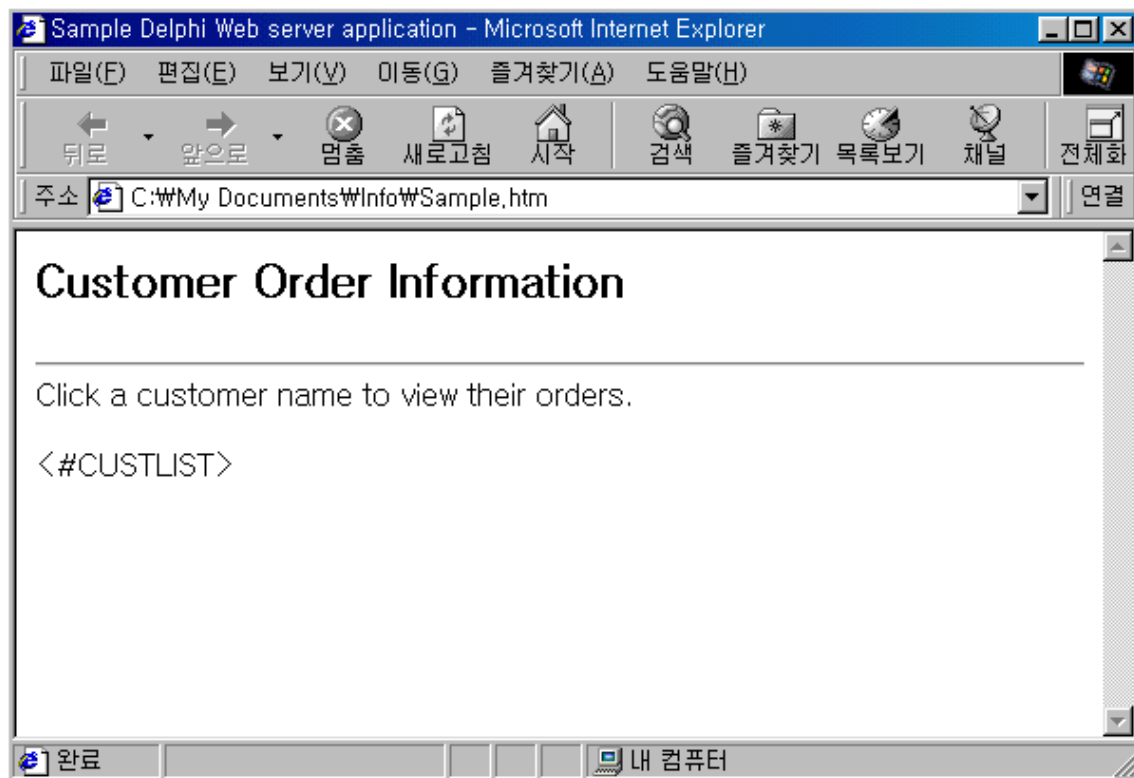 Sample Delphi Web server application - Microsoft Internet Explorer
파일(F) 편집(E) 보기(V) 이동(G) 즐겨찾기(A) 도움말(H)
뒤로 앞으로 멈춤 새로고침 시작 검색 즐겨찾기 목록보기 채널 전체화
주소 C:₩My Documents₩Info₩Sample.htm 연결
Customer Order Information
Click a customer name to view their orders.
<#CUSTLIST>
완료 내 컴퓨터